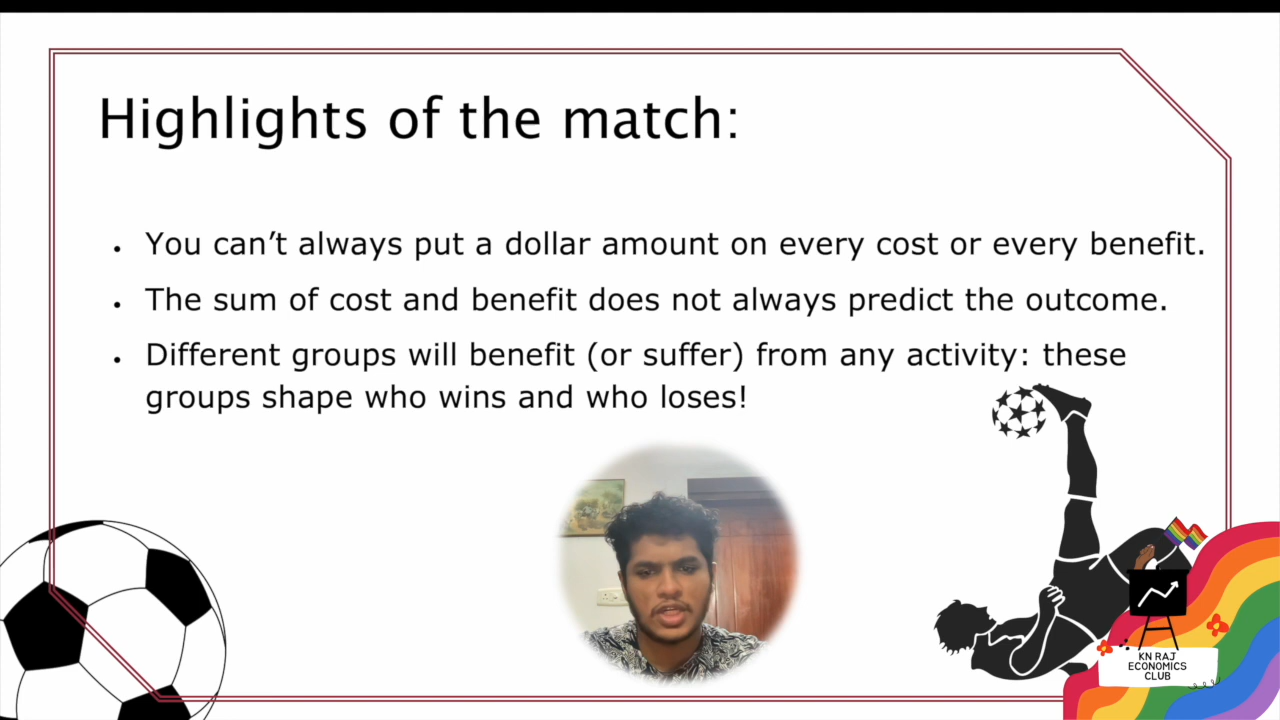 Highlights of the match:
• You can’t always put a dollar amount on every cost or every benefit.
• The sum of cost and benefit does not always predict the outcome.
• Different groups will benefit (or suffer) from any activity: these
groups shape who wins and who loses!
KN RAJ
ECONOMICS
CLUB